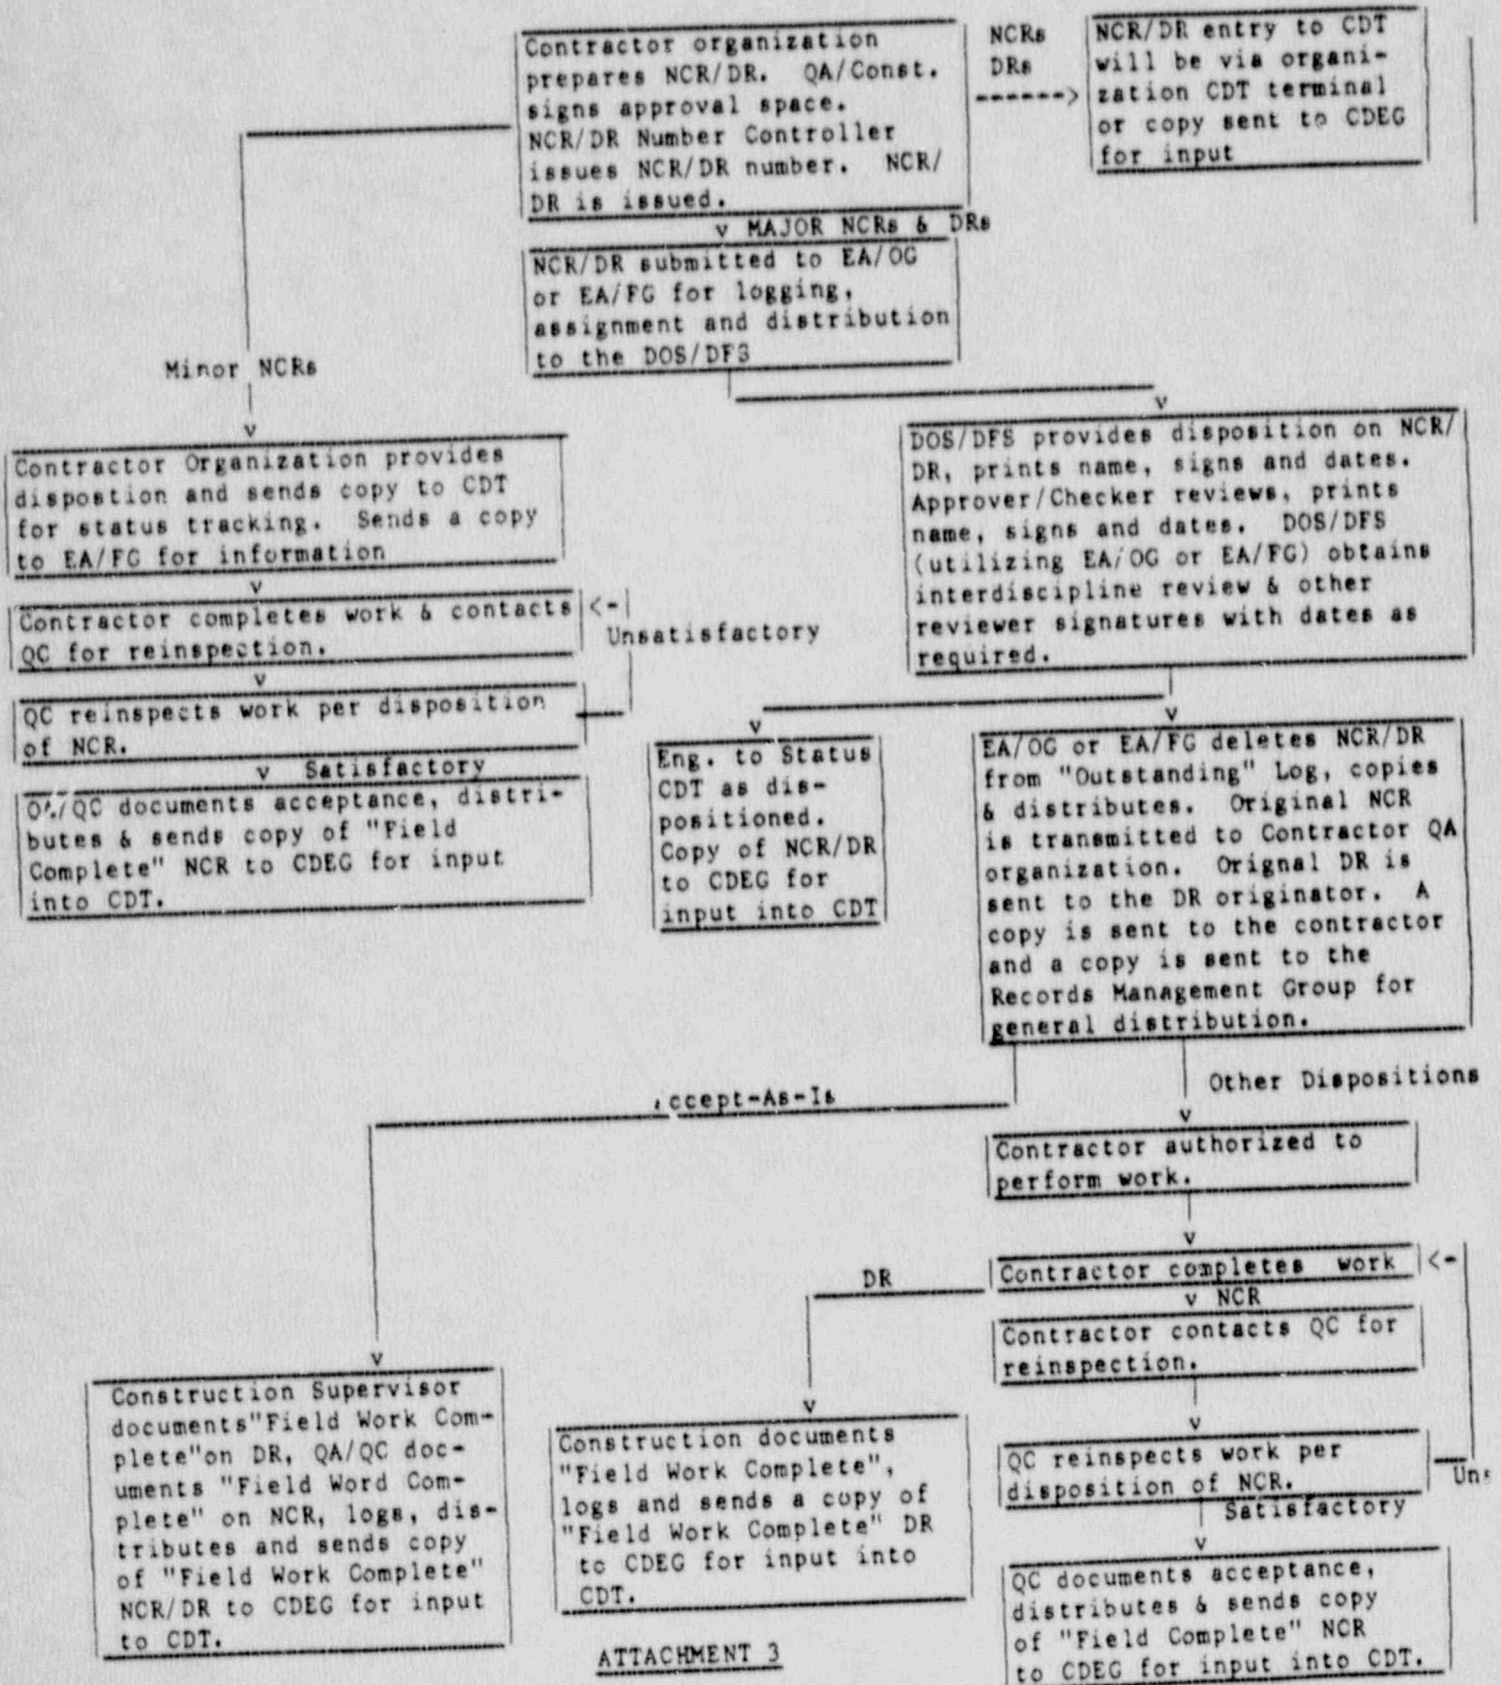 Contractor organization
prepares NCR/DR. QA/Const.
signs approval space.
NCR/DR Number Controller
issues NCR/DR number. NCR/
DR is issued.
NCRs
DRs
------>
NCR/DR entry to CDT
will be via organi-
zation CDT terminal
or copy sent to CDEG
for input
v MAJOR NCRs & DRs
NCR/DR submitted to EA/OG
or EA/FG for logging,
assignment and distribution
to the DOS/DFS
Minor NCRs
v
Contractor Organization provides
dispostion and sends copy to CDT
for status tracking. Sends a copy
to EA/FG for information
v
Contractor completes work & contacts
QC for reinspection.
<-
Unsatisfactory
v
QC reinspects work per disposition
of NCR.
v Satisfactory
QA/QC documents acceptance, distri-
butes & sends copy of "Field
Complete" NCR to CDEG for input
into CDT.
v
DOS/DFS provides disposition on NCR/
DR, prints name, signs and dates.
Approver/Checker reviews, prints
name, signs and dates. DOS/DFS
(utilizing EA/OG or EA/FG) obtains
interdiscipline review & other
reviewer signatures with dates as
required.
v
Eng. to Status
CDT as dis-
positioned.
Copy of NCR/DR
to CDEG for
input into CDT
v
EA/OG or EA/FG deletes NCR/DR
from "Outstanding" Log, copies
& distributes. Original NCR
is transmitted to Contractor QA
organization. Orignal DR is
sent to the DR originator. A
copy is sent to the contractor
and a copy is sent to the
Records Management Group for
general distribution.
ccept-As-Is
Other Dispositions
v
Contractor authorized to
perform work.
v
Contractor completes work
<-
DR
v NCR
Contractor contacts QC for
reinspection.
v
QC reinspects work per
disposition of NCR.
Uns
Satisfactory
v
QC documents acceptance,
distributes & sends copy
of "Field Complete" NCR
to CDEG for input into CDT.
v
Construction documents
"Field Work Complete",
logs and sends a copy of
"Field Work Complete" DR
to CDEG for input into
CDT.
v
Construction Supervisor
documents"Field Work Com-
plete"on DR, QA/QC doc-
uments "Field Word Com-
plete" on NCR, logs, dis-
tributes and sends copy
of "Field Work Complete"
NCR/DR to CDEG for input
to CDT.
ATTACHMENT 3